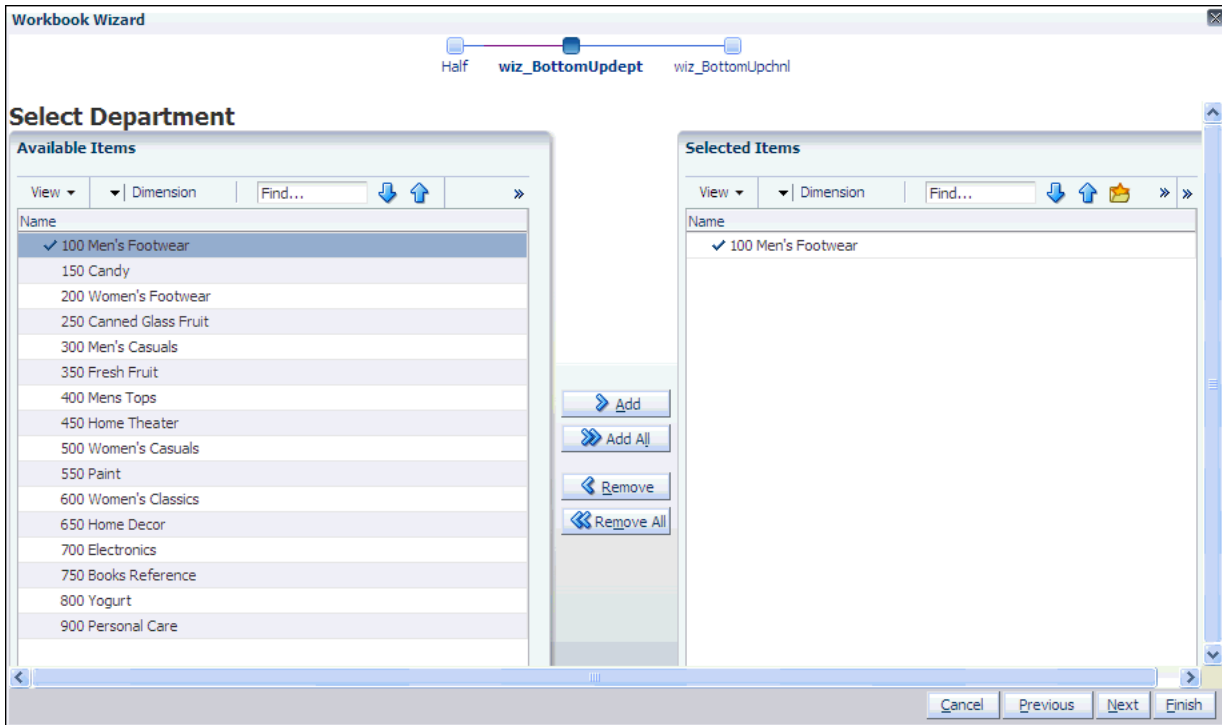 Workbook Wizard
Half wiz_BottomUpdept wiz_BottomUpchnl
Select Department
Available Items
View Dimension Find...
Name
100 Men's Footwear
150 Candy
200 Women's Footwear
250 Canned Glass Fruit
300 Men's Casuals
350 Fresh Fruit
400 Mens Tops
450 Home Theater
500 Women's Casuals
550 Paint
600 Women's Classics
650 Home Decor
700 Electronics
750 Books Reference
800 Yogurt
900 Personal Care
Add
Add All
Remove
Remove All
Selected Items
View Dimension Find...
Name
100 Men's Footwear
Cancel Previous Next Finish